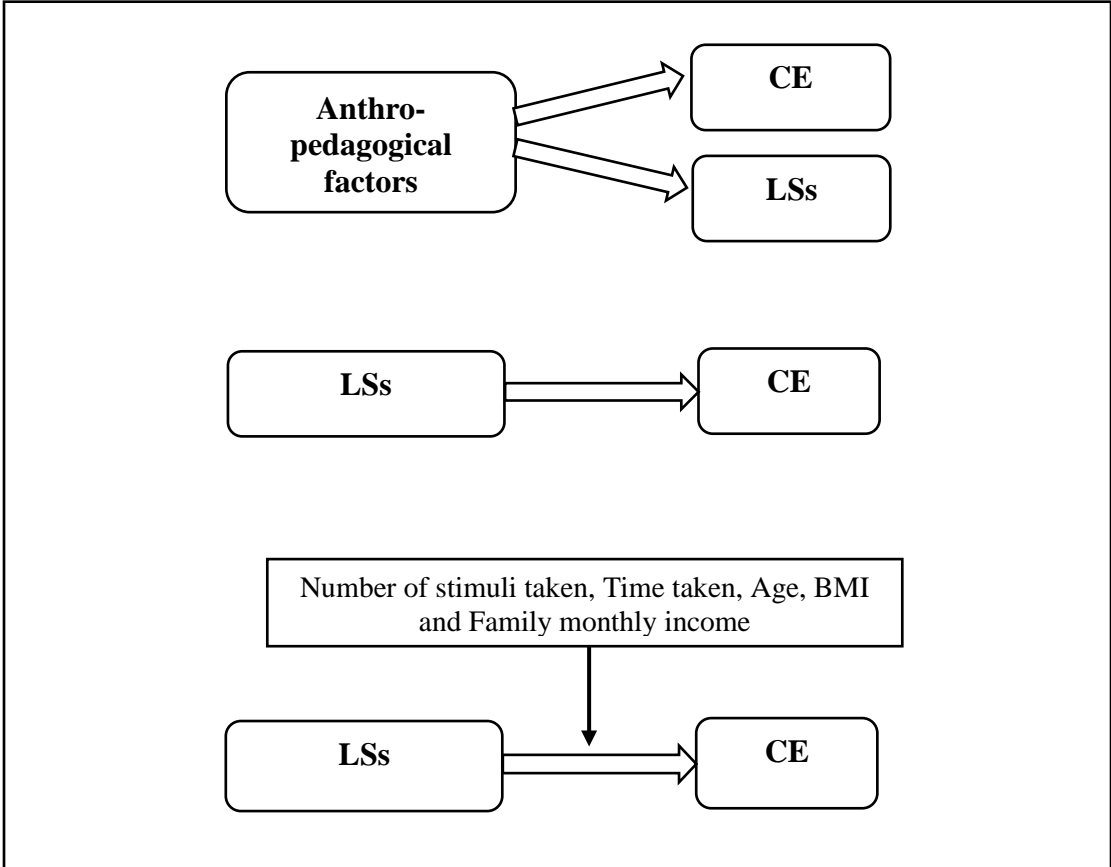 Anthro-
pedagogical
factors
CE
LSs
LSs
CE
Number of stimuli taken, Time taken, Age, BMI
and Family monthly income
LSs
CE